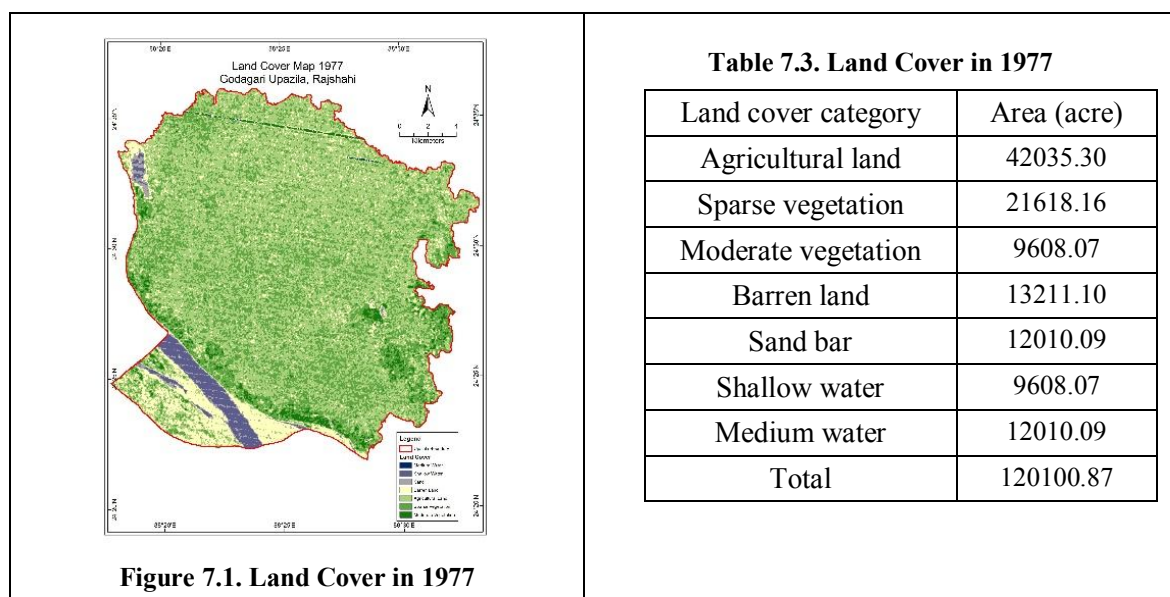 Land Cover Map 1977
Godagari Upazila, Rajshahi
N
0 2 4
Kilometers
Legend
Land Cover
Figure 7.1. Land Cover in 1977
Table 7.3. Land Cover in 1977
Land cover category Area (acre)
Agricultural land 42035.30
Sparse vegetation 21618.16
Moderate vegetation 9608.07
Barren land 13211.10
Sand bar 12010.09
Shallow water 9608.07
Medium water 12010.09
Total 120100.87